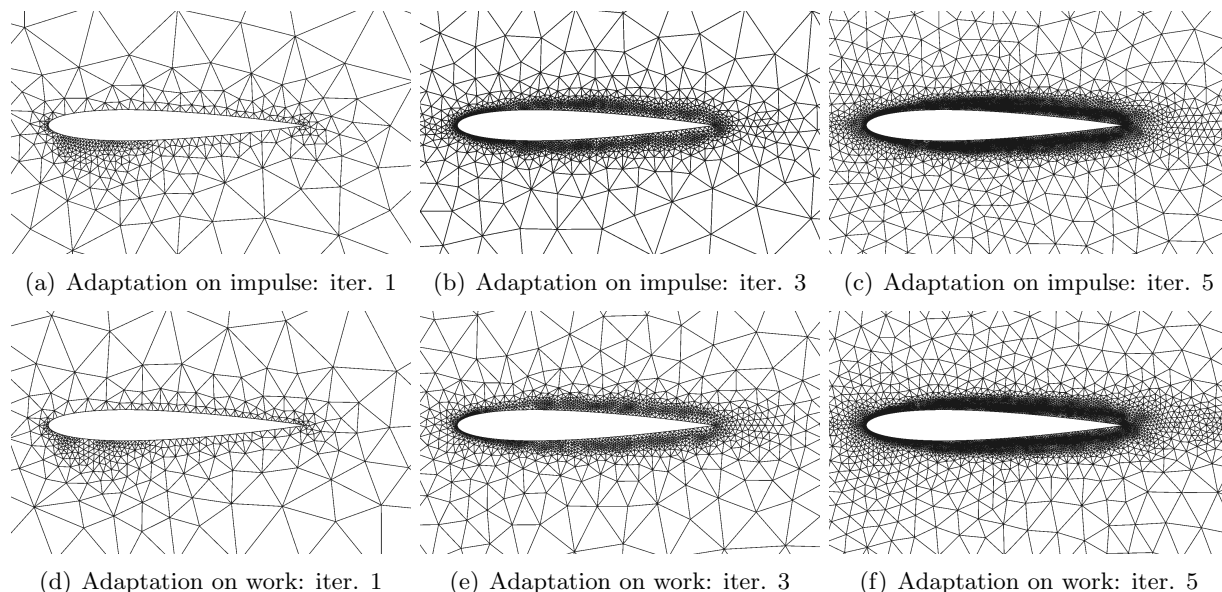 (a) Adaptation on impulse: iter. 1
(b) Adaptation on impulse: iter. 3
(c) Adaptation on impulse: iter. 5
(d) Adaptation on work: iter. 1
(e) Adaptation on work: iter. 3
(f) Adaptation on work: iter. 5